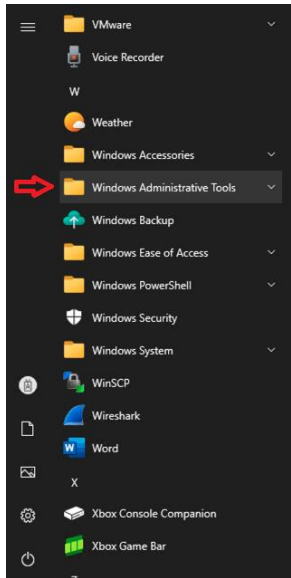 VMware
Voice Recorder
W
Weather
Windows Accessories
Windows Administrative Tools
Windows Backup
Windows Ease of Access
Windows PowerShell
Windows Security
Windows System
WinSCP
Wireshark
Word
X
Xbox Console Companion
Xbox Game Bar